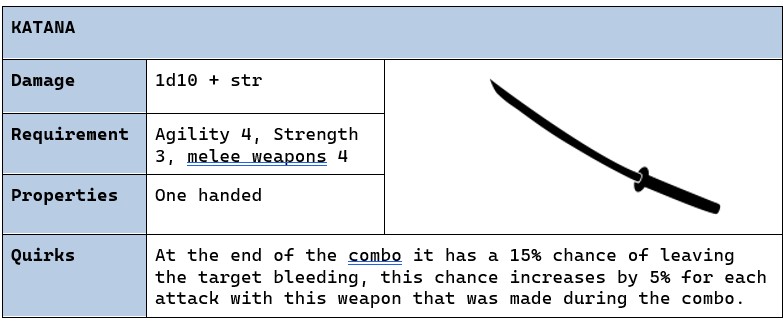 KATANA
Damage
1d10 + str
Requirement
Agility 4, Strength
3, melee weapons 4
Properties
One handed
Quirks
At the end of the combo it has a 15% chance of leaving
the target bleeding, this chance increases by 5% for each
attack with this weapon that was made during the combo.